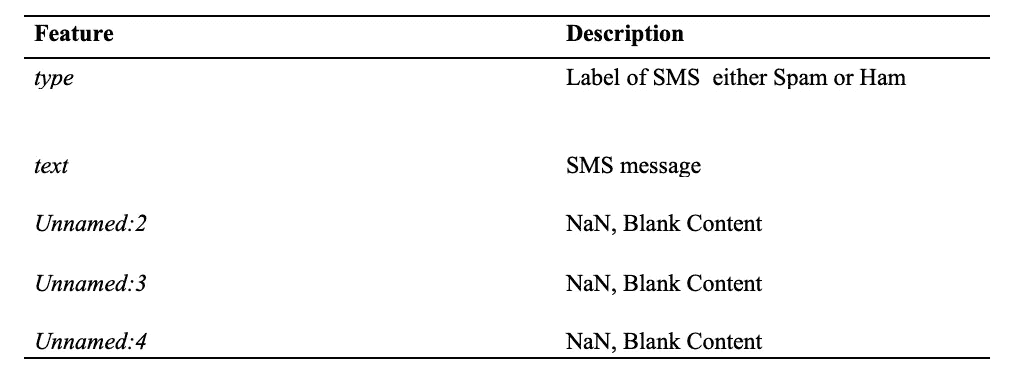 Feature Description
type Label of SMS either Spam or Ham
text SMS message
Unnamed:2 NaN, Blank Content
Unnamed:3 NaN, Blank Content
Unnamed:4 NaN, Blank Content